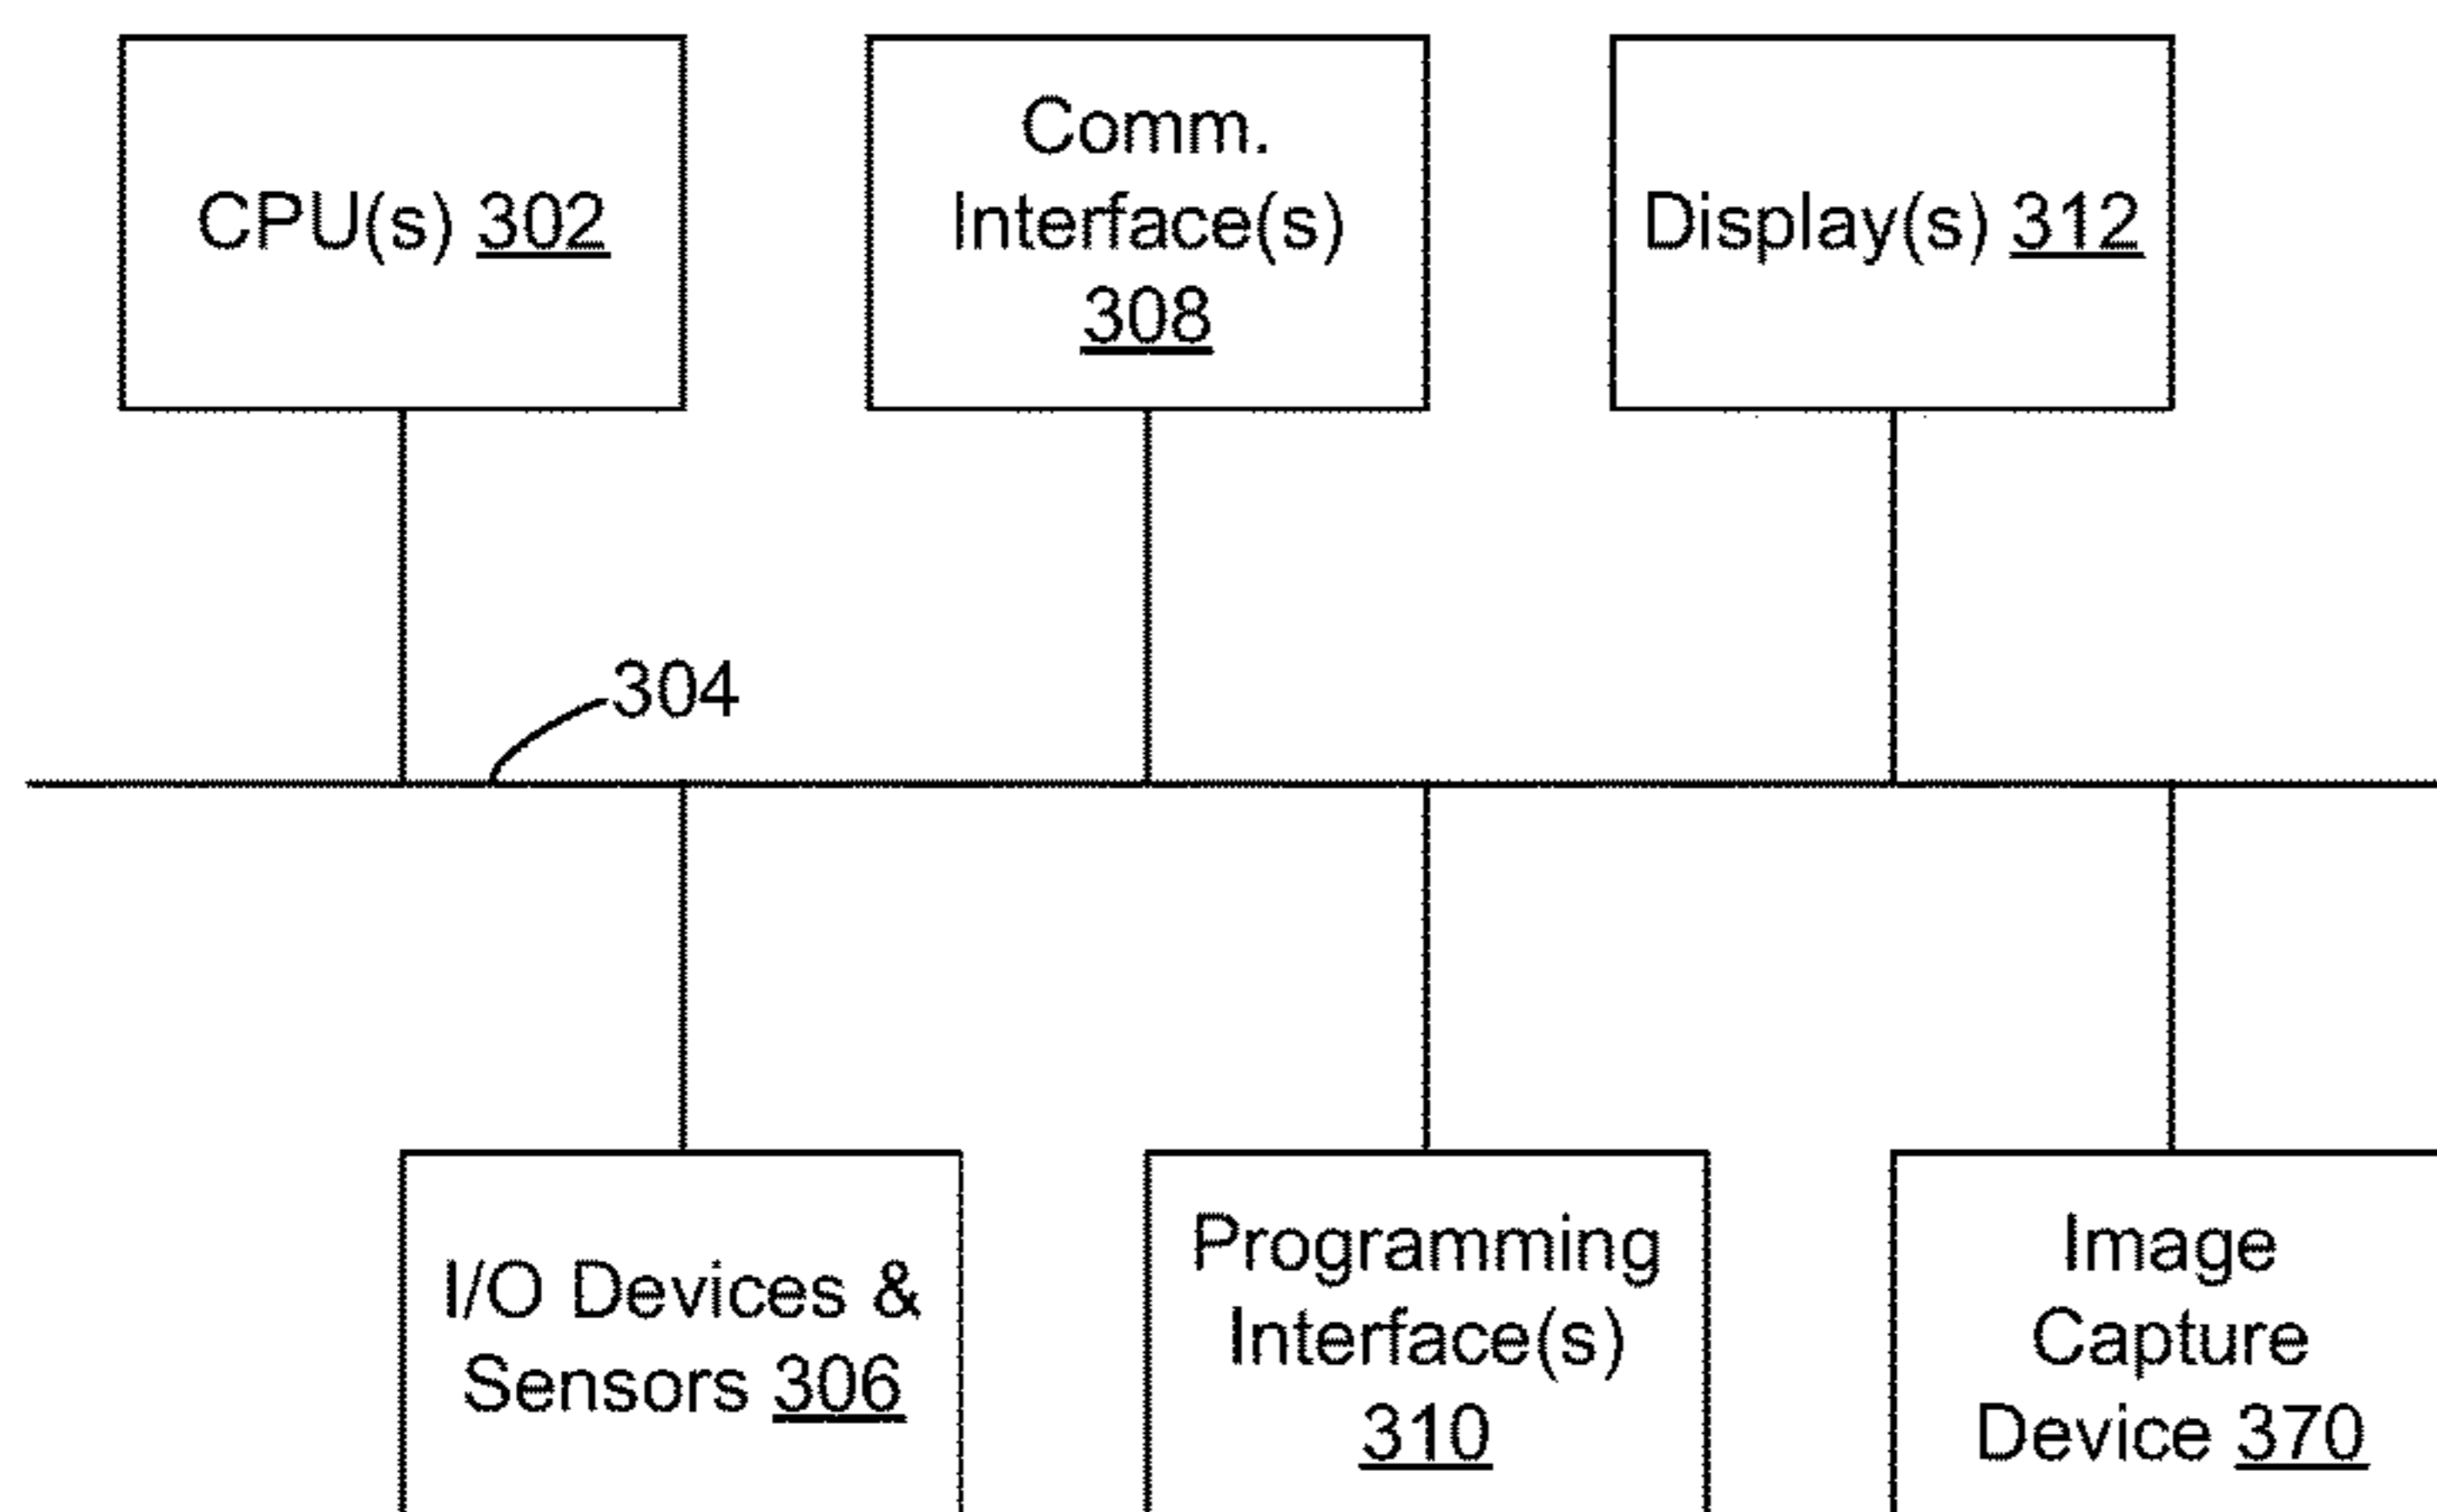 CPU(s) 302
Comm.
Interface(s)
308
Display(s) 312
304
I/O Devices &
Sensors 306
Programming
Interface(s)
310
Image
Capture
Device 370